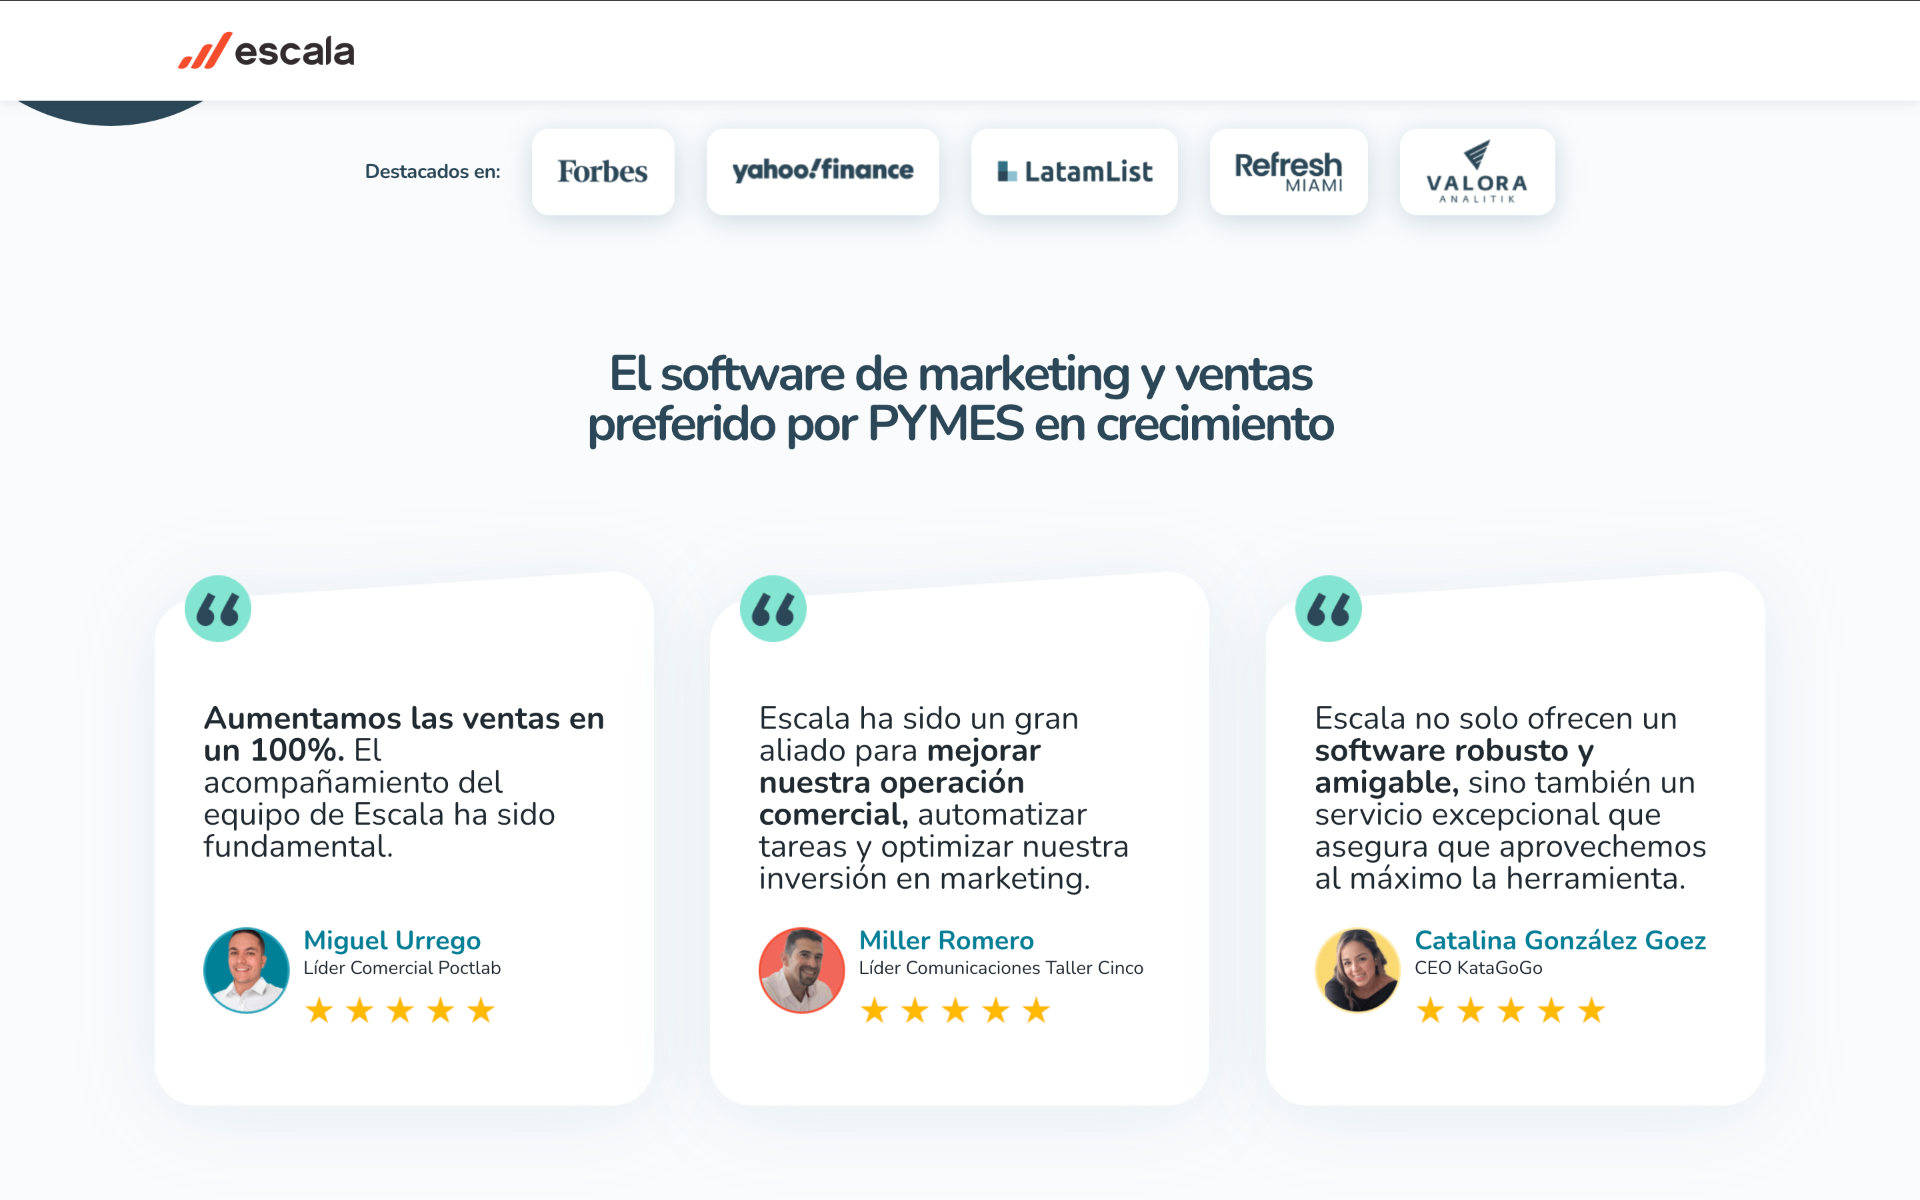 escala
Destacados en:
Forbes
yahoo!finance
LatamList
Refresh
MIAMI
VALORA
ANALITIK
El software de marketing y ventas
preferido por PYMES en crecimiento
Aumentamos las ventas en
un 100%. El
acompañamiento del
equipo de Escala ha sido
fundamental.
Miguel Urrego
Líder Comercial Poctlab
Escala ha sido un gran
aliado para mejorar
nuestra operación
comercial, automatizar
tareas y optimizar nuestra
inversión en marketing.
Miller Romero
Líder Comunicaciones Taller Cinco
Escala no solo ofrecen un
software robusto y
amigable, sino también un
servicio excepcional que
asegura que aprovechemos
al máximo la herramienta.
Catalina González Goez
CEO KataGoGo